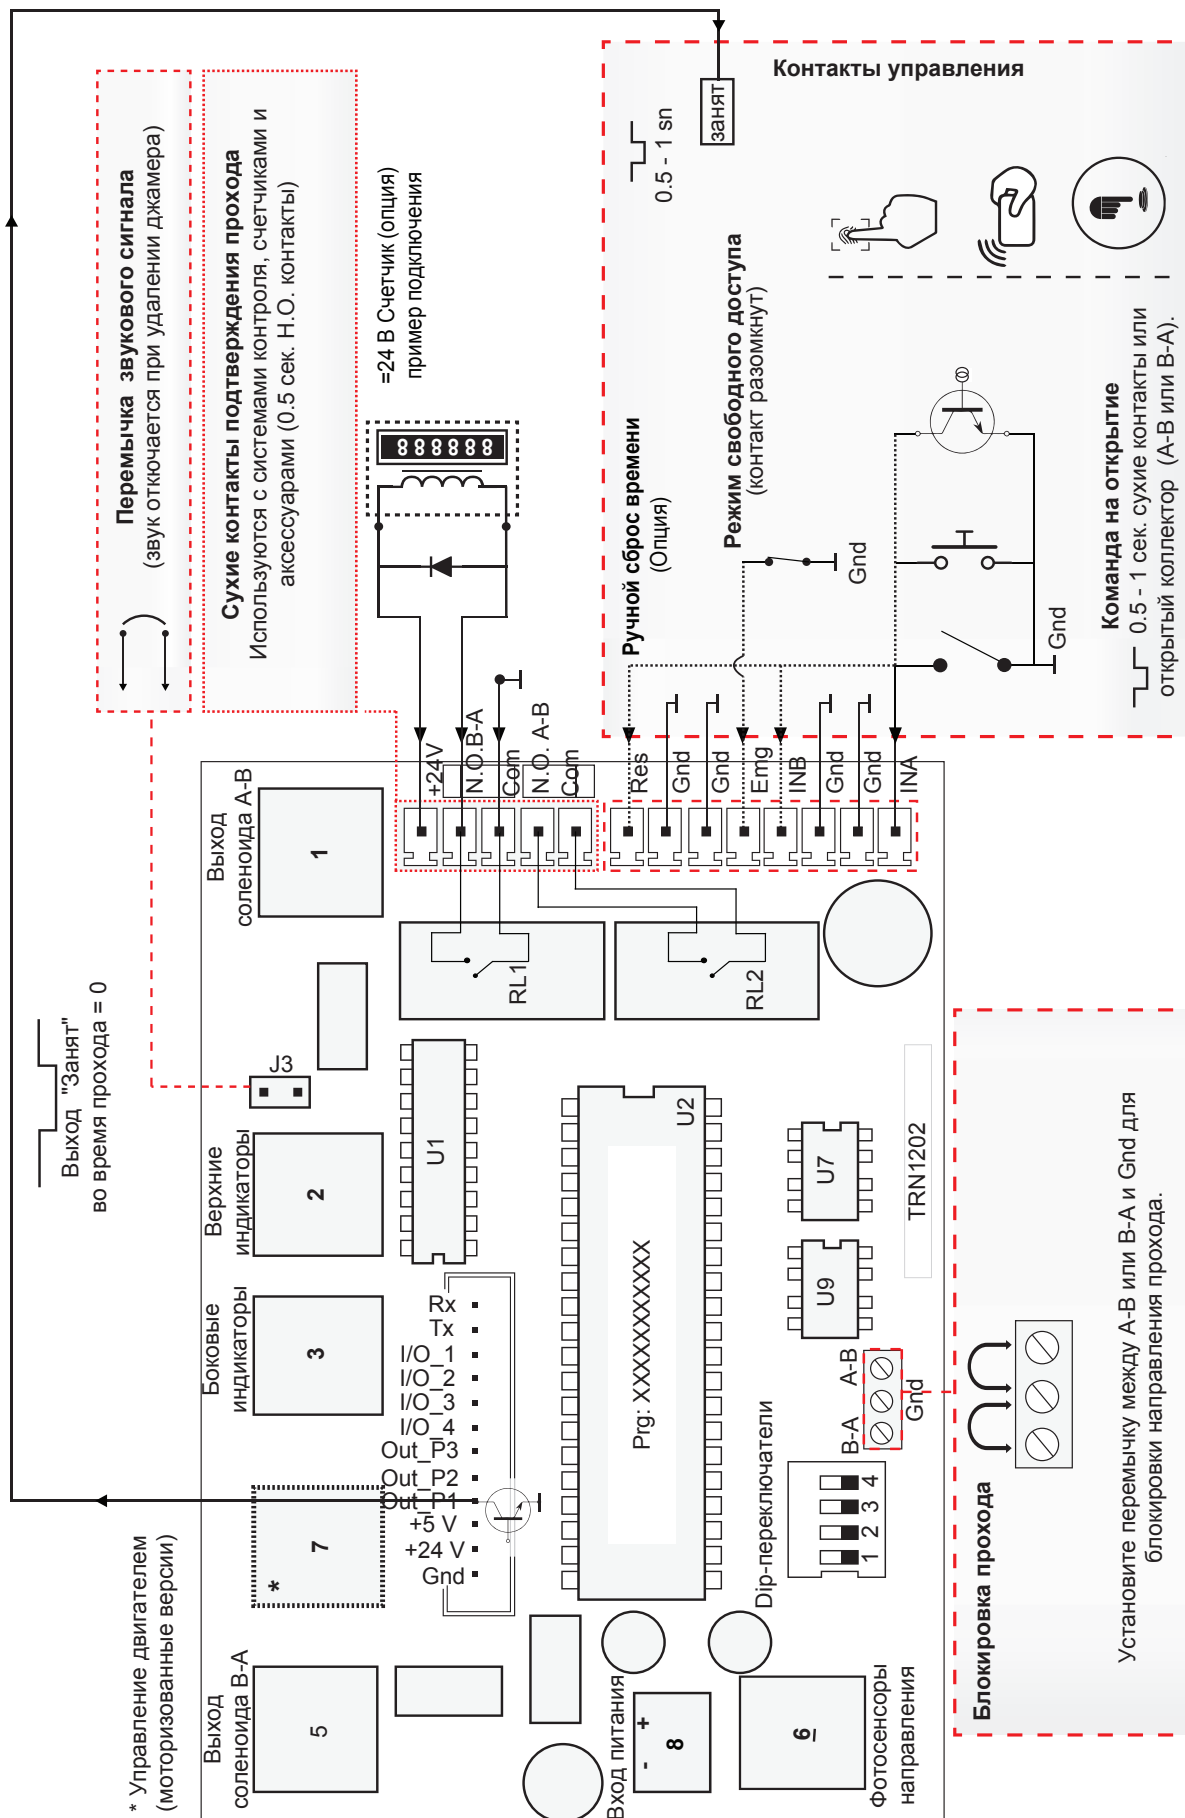 * Управление двигателем
(моторизованные версии)
Выход "Занят"
во время прохода = 0
Перемычка звукового сигнала
(звук откючается при удалении джамера)
Сухие контакты подтверждения прохода
Используются с системами контроля, счетчиками и
аксессуарами (0.5 сек. Н.О. контакты)
=24 В Счетчик (опция)
пример подключения
888888
Выход
соленоида B-A
5
*
7
Боковые
индикаторы
3
Верхние
индикаторы
2
J3
Выход
соленоида A-B
1
Gnd
+24 V
+5 V
Out_P1
Out_P2
Out_P3
I/O_4
I/O_3
I/O_2
I/O_1
Tx
Rx
U1
RL1
RL2
+24V
N.O.B-A
Com
N.O. A-B
Com
Res
Gnd
Gnd
Emg
INB
Gnd
Gnd
INA
Prg: XXXXXXXXXX
U2
Вход питания
- +
8
6
Фотосенсоры
направления
Dip-переключатели
1 2 3 4
B-A A-B
Gnd
U9
U7
TRN1202
Контакты управления
0.5 - 1 sn
занят
Ручной сброс времени
(Опция)
Режим свободного доступа
(контакт разомкнут)
Gnd
Gnd
Команда на открытие
0.5 - 1 сек. сухие контакты или
открытый коллектор (A-B или B-A).
Блокировка прохода
Установите перемычку между A-B или B-A и Gnd для
блокировки направления прохода.